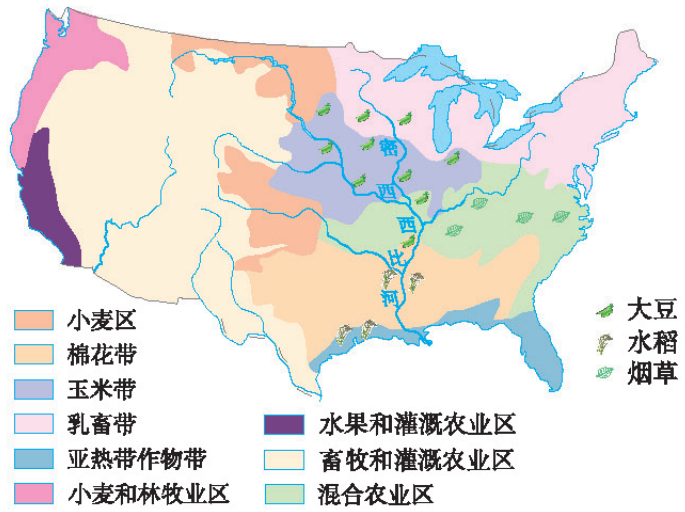 密西西比河
小麦区
棉花带
玉米带
乳畜带
亚热带作物带
小麦和林牧业区
水果和灌溉农业区
畜牧和灌溉农业区
混合农业区
大豆
水稻
烟草